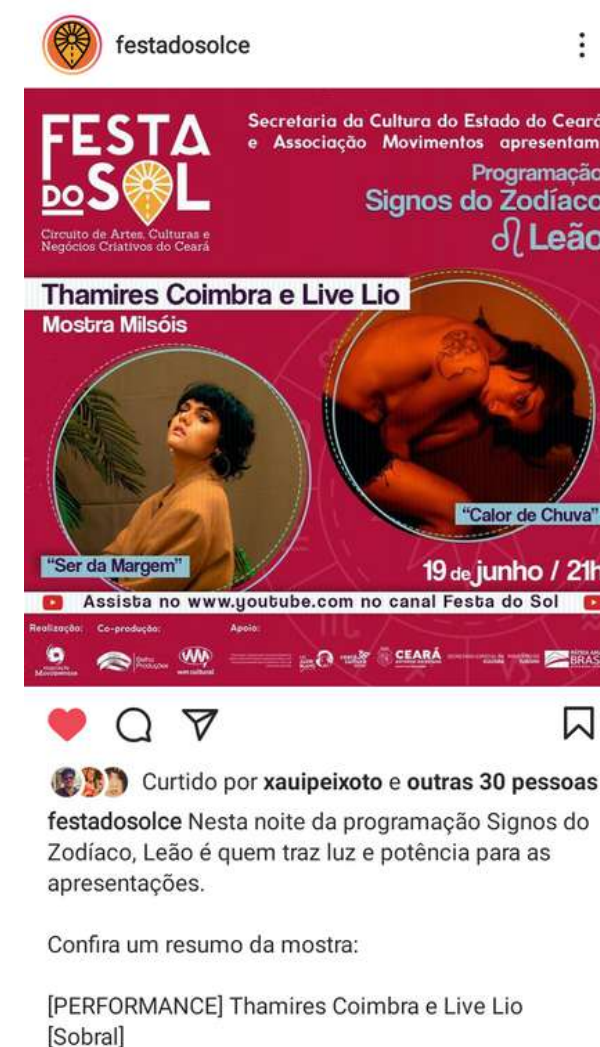 festadosolce
FESTA
DO SOL
Circuito de Artes, Culturas e
Negócios Criativos do Ceará
Secretaria da Cultura do Estado do Ceará
e Associação Movimentos apresentam
Programação
Signos do Zodíaco
Leão
Thamires Coimbra e Live Lio
Mostra Milsóis
"Calor de Chuva"
"Ser da Margem"
19 de junho / 21h
Assista no www.youtube.com no canal Festa do Sol
Realização:
Co-produção:
Apoio:
Movimentos
CEARÁ
BRAS
Curtido por xauipeixoto e outras 30 pessoas
festadosolce Nesta noite da programação Signos do
Zodíaco, Leão é quem traz luz e potência para as
apresentações.
Confira um resumo da mostra:
[PERFORMANCE] Thamires Coimbra e Live Lio
[Sobral]